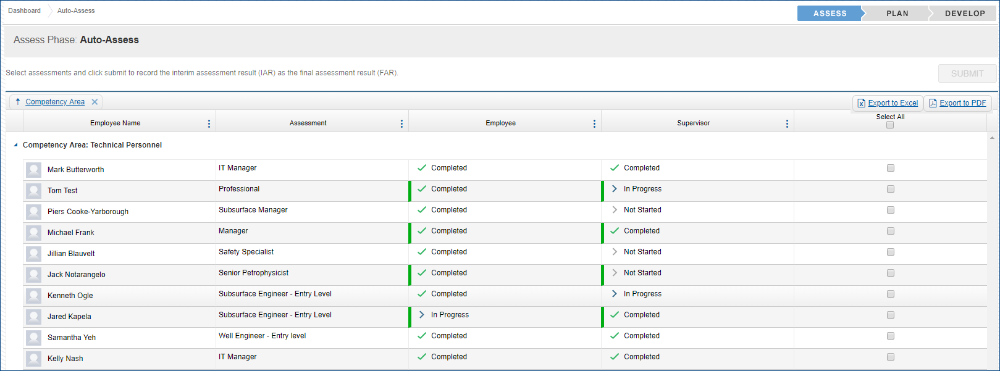 Dashboard Auto-Assess
ASSESS PLAN DEVELOP
Assess Phase: Auto-Assess
Select assessments and click submit to record the interim assessment result (IAR) as the final assessment result (FAR).
SUBMIT
Competency Area
Export to Excel Export to PDF
Employee Name Assessment Employee Supervisor Select All
Competency Area: Technical Personnel
Mark Butterworth IT Manager Completed Completed
Tom Test Professional Completed In Progress
Piers Cooke-Yarborough Subsurface Manager Completed Not Started
Michael Frank Manager Completed Completed
Jillian Blauvelt Safety Specialist Completed Not Started
Jack Notarangelo Senior Petrophysicist Completed Not Started
Kenneth Ogle Subsurface Engineer - Entry Level Completed In Progress
Jared Kapela Subsurface Engineer - Entry Level In Progress Completed
Samantha Yeh Well Engineer - Entry level Completed Completed
Kelly Nash IT Manager Completed Completed